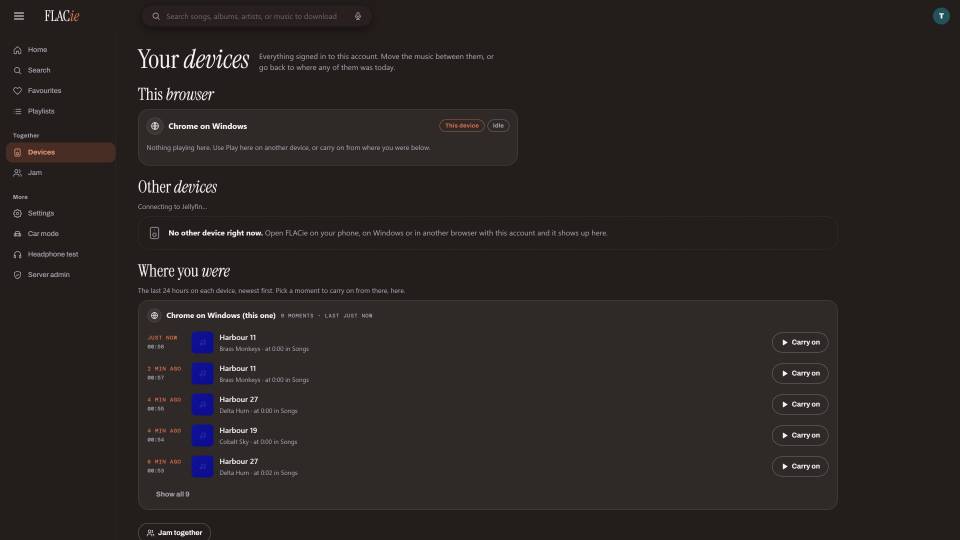 FLACie
Search songs, albums, artists, or music to download
T
Home
Search
Favourites
Playlists
Together
Devices
Jam
More
Settings
Car mode
Headphone test
Server admin
Your devices
Everything signed in to this account. Move the music between them, or
go back to where any of them was today.
This browser
Chrome on Windows
This device
Idle
Nothing playing here. Use Play here on another device, or carry on from where you were below.
Other devices
Connecting to Jellyfin...
No other device right now. Open FLACie on your phone, on Windows or in another browser with this account and it shows up here.
Where you were
The last 24 hours on each device, newest first. Pick a moment to carry on from there, here.
Chrome on Windows (this one) 9 MOMENTS · LAST JUST NOW
JUST NOW
00:58
Harbour 11
Brass Monkeys · at 0:00 in Songs
Carry on
2 MIN AGO
00:57
Harbour 11
Brass Monkeys · at 0:00 in Songs
Carry on
4 MIN AGO
00:55
Harbour 27
Delta Hum · at 0:00 in Songs
Carry on
4 MIN AGO
00:54
Harbour 19
Cobalt Sky · at 0:00 in Songs
Carry on
6 MIN AGO
00:53
Harbour 27
Delta Hum · at 0:02 in Songs
Carry on
Show all 9
Jam together